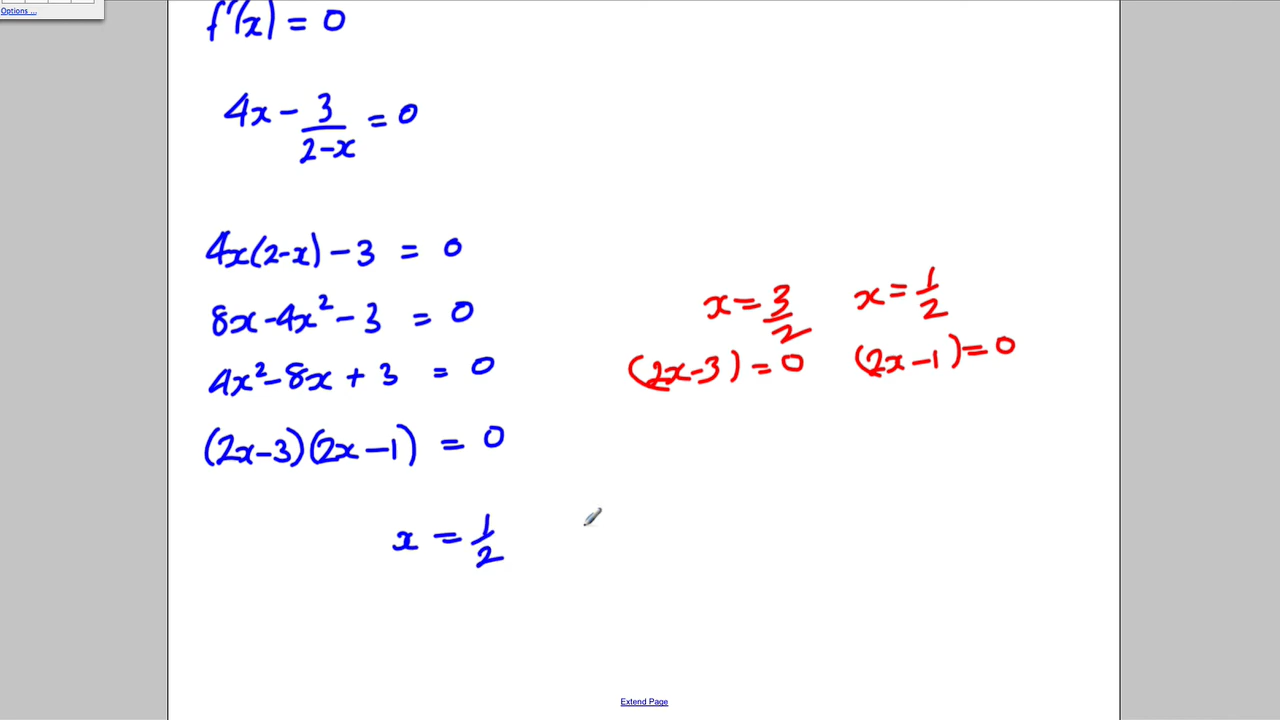 Options ...
f'(x) = 0
4x - 3/(2-x) = 0
4x(2-x) - 3 = 0
8x - 4x² - 3 = 0
4x² - 8x + 3 = 0
(2x-3)(2x-1) = 0
x = 1/2
x = 3/2 x = 1/2
(2x-3) = 0 (2x-1) = 0
Extend Page